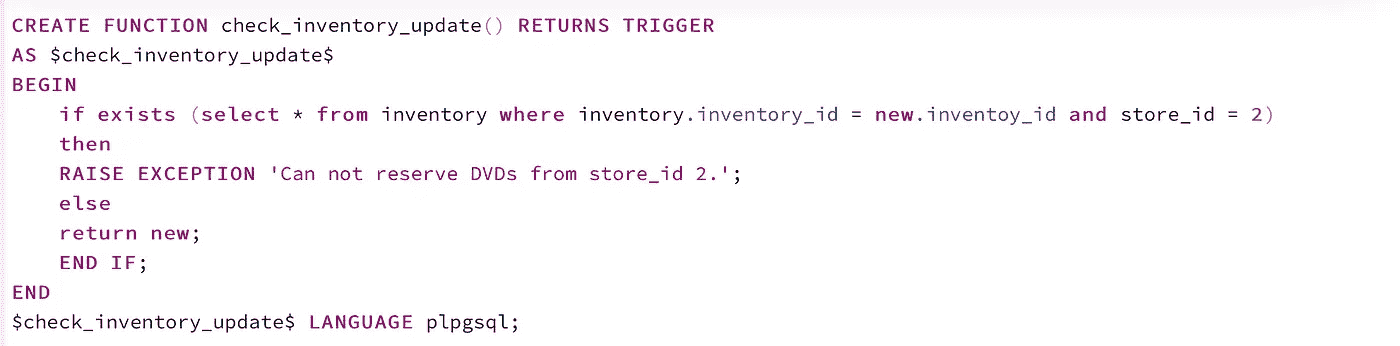 CREATE FUNCTION check_inventory_update() RETURNS TRIGGER
AS $check_inventory_update$
BEGIN
if exists (select * from inventory where inventory.inventory_id = new.inventoy_id and store_id = 2)
then
RAISE EXCEPTION 'Can not reserve DVDs from store_id 2.';
else
return new;
END IF;
END
$check_inventory_update$ LANGUAGE plpgsql;